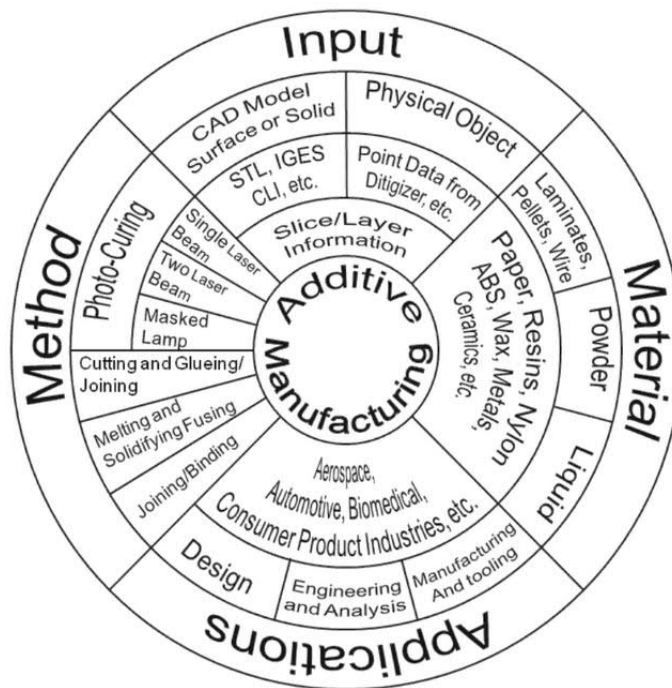 Input
CAD Model
Surface or Solid
Physical Object
STL, IGES
CLI, etc.
Point Data from
Ditigizer, etc.
Slice/Layer
Information
Method
Photo-Curing
Single Laser
Beam
Two Laser
Beam
Masked
Lamp
Cutting and Glueing/
Joining
Melting and
Solidifying Fusing
Joining/Binding
Additive
Manufacturing
Material
Laminates,
Pellets, Wire
Powder
Liquid
Paper, Resins, Nylon
ABS, Wax, Metals,
Ceramics, etc,
Aerospace,
Automotive, Biomedical,
Consumer Product Industries, etc.
Design
Engineering
and Analysis
Manufacturing
And tooling
Applications